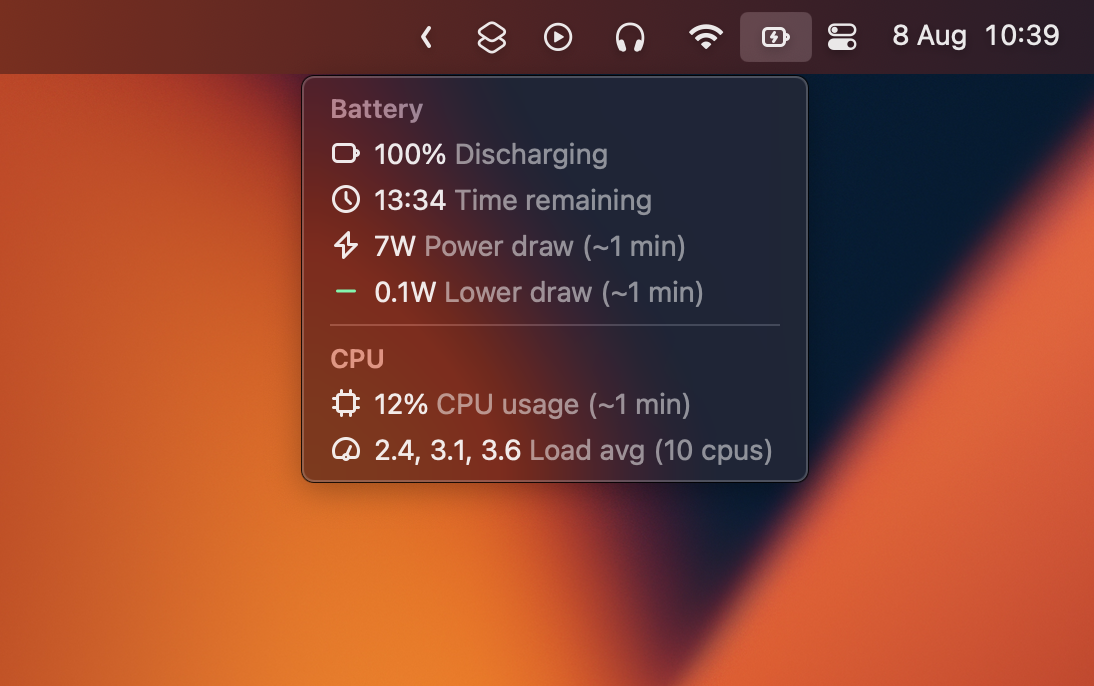 8 Aug 10:39
Battery
100% Discharging
13:34 Time remaining
7W Power draw (~1 min)
0.1W Lower draw (~1 min)
CPU
12% CPU usage (~1 min)
2.4, 3.1, 3.6 Load avg (10 cpus)